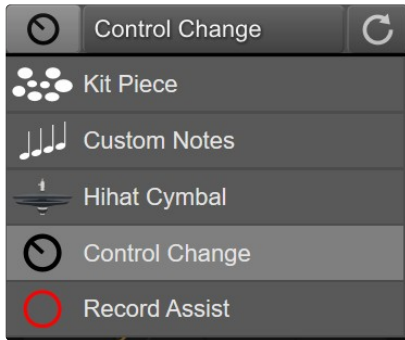 Control Change
Kit Piece
Custom Notes
Hihat Cymbal
Control Change
Record Assist